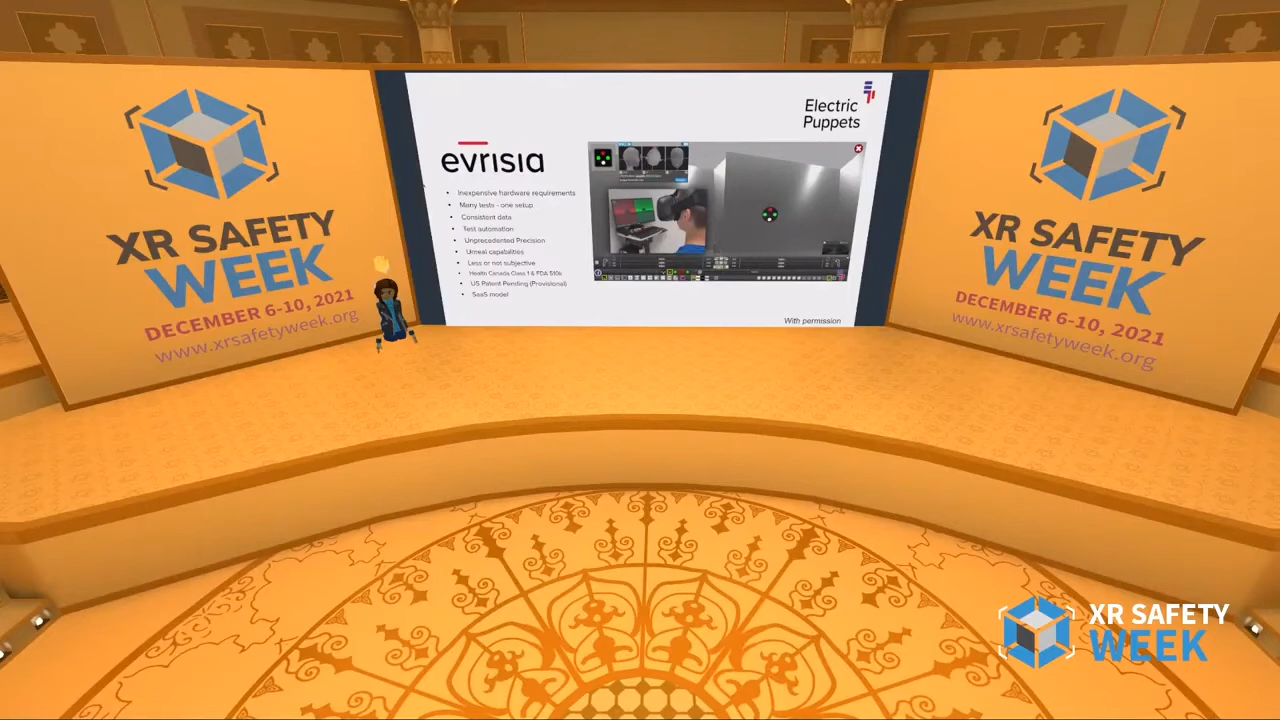 XR SAFETY
WEEK
DECEMBER 6-10, 2021
www.xrsafetyweek.org
Electric
Puppets
evrisia
• Inexpensive hardware requirements
• Many tests - one setup
• Consistent data
• Test automation
• Unprecedented Precision
• Unreal capabilities
• Less or not subjective
• Health Canada Class 1 & FDA 510k
• US Patent Pending (Provisional)
• SaaS model
With permission
XR SAFETY
WEEK
DECEMBER 6-10, 2021
www.xrsafetyweek.org
XR SAFETY
WEEK